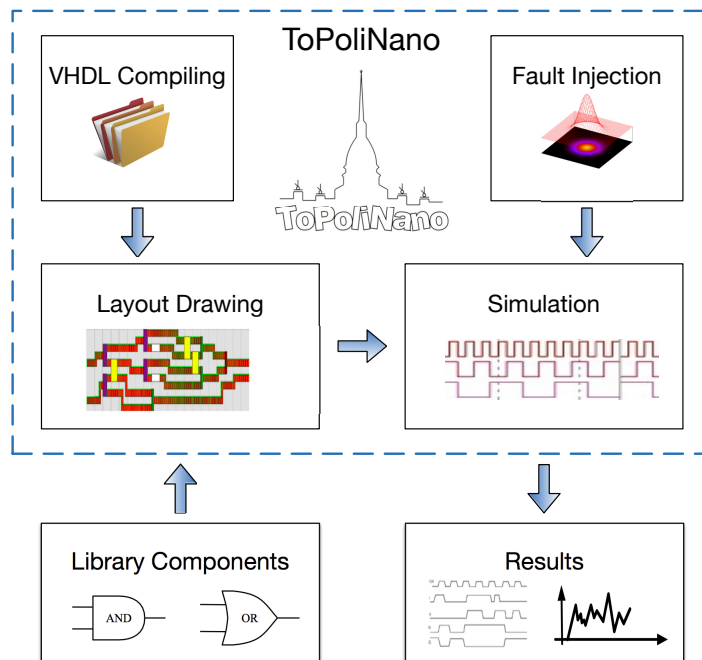 ToPoliNano
VHDL Compiling
Fault Injection
ToPoliNano
Layout Drawing
Simulation
Library Components
AND
OR
Results